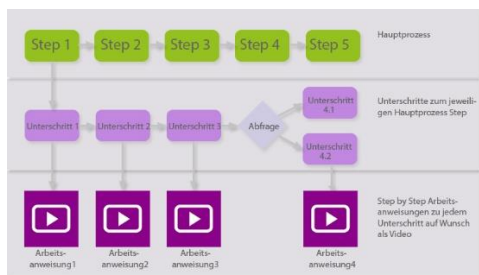 Step 1
Step 2
Step 3
Step 4
Step 5
Hauptprozess
Unterschritt 1
Unterschritt 2
Unterschritt 3
Abfrage
Unterschritt
4.1
Unterschritt
4.2
Unterschritte zum jeweili-
gen Hauptprozess Step
Arbeits-
anweisung1
Arbeits-
anweisung2
Arbeits-
anweisung3
Arbeits-
anweisung4
Step by Step Arbeits-
anweisungen zu jedem
Unterschritt auf Wunsch
als Video